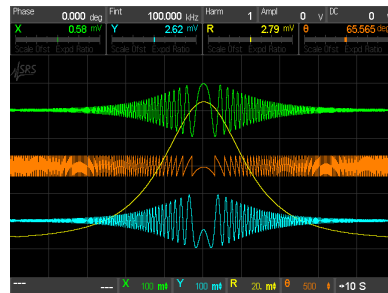 Phase 0.000 deg Fint 100.000 kHz Harm 1 Ampl 0 V DC 0
X 0.58 mV Y 2.62 mV R 2.79 mV θ 65.565 deg
Scale Ofst Expd Ratio Scale Ofst Expd Ratio Scale Ofst Expd Ratio Scale Ofst Expd Ratio
SRS
--- --- X 100 m Y 100 m R 20. m θ 500 10 S